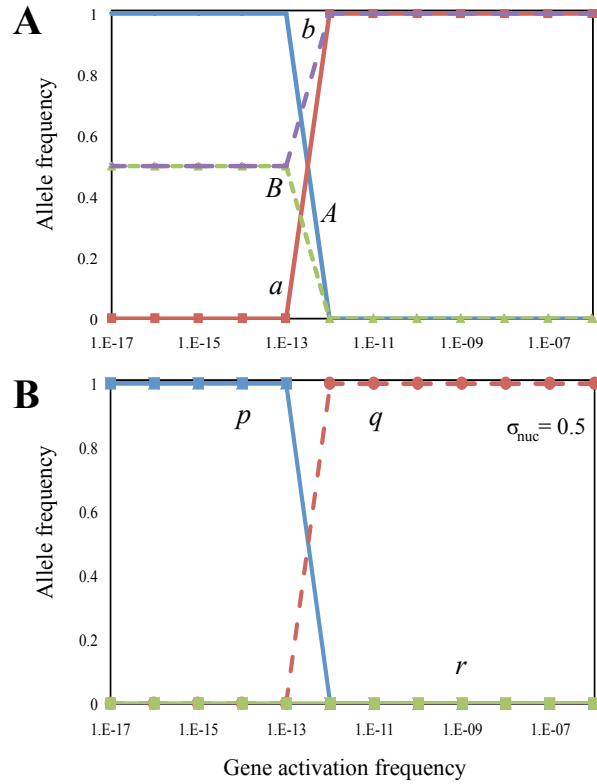 A
1
0.8
0.6
0.4
0.2
0
Allele frequency
b
B
A
a
1.E-17 1.E-15 1.E-13 1.E-11 1.E-09 1.E-07
B
1
0.8
0.6
0.4
0.2
0
Allele frequency
p
q
σnuc= 0.5
r
1.E-17 1.E-15 1.E-13 1.E-11 1.E-09 1.E-07
Gene activation frequency